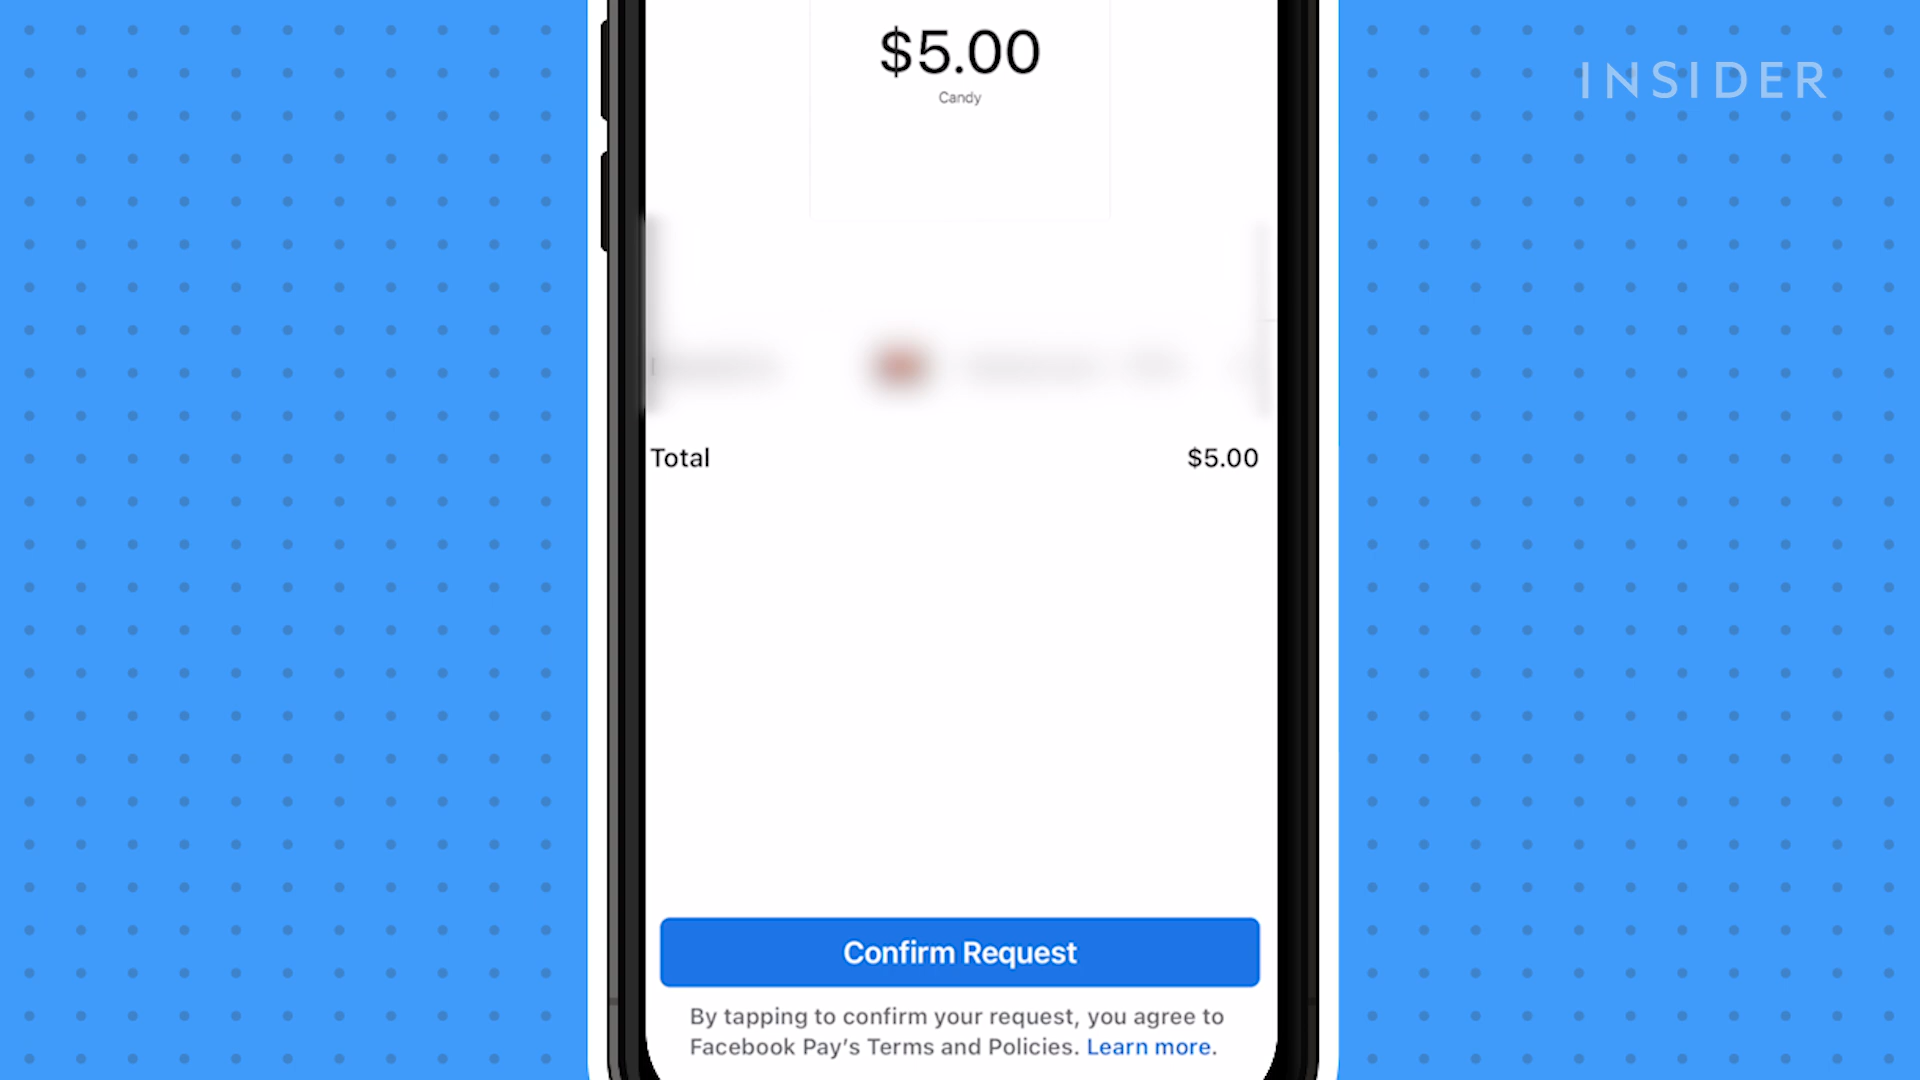 $5.00
Candy
INSIDER
Total $5.00
Confirm Request
By tapping to confirm your request, you agree to
Facebook Pay’s Terms and Policies. Learn more.